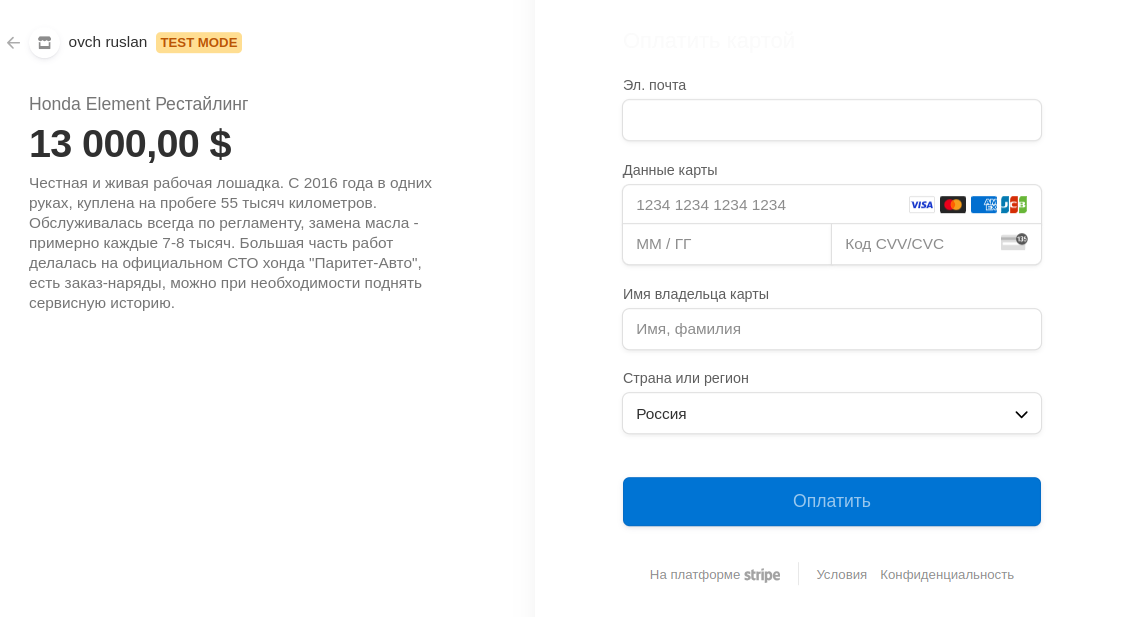 ovch ruslan TEST MODE
Honda Element Рестайлинг
13 000,00 $
Честная и живая рабочая лошадка. С 2016 года в одних
руках, куплена на пробеге 55 тысяч километров.
Обслуживалась всегда по регламенту, замена масла -
примерно каждые 7-8 тысяч. Большая часть работ
делалась на официальном СТО хонда "Паритет-Авто",
есть заказ-наряды, можно при необходимости поднять
сервисную историю.
Оплатить картой
Эл. почта
Данные карты
1234 1234 1234 1234 VISA AM EX JCB
ММ / ГГ
Код CVV/CVC 135
Имя владельца карты
Имя, фамилия
Страна или регион
Россия
Оплатить
На платформе stripe Условия Конфиденциальность